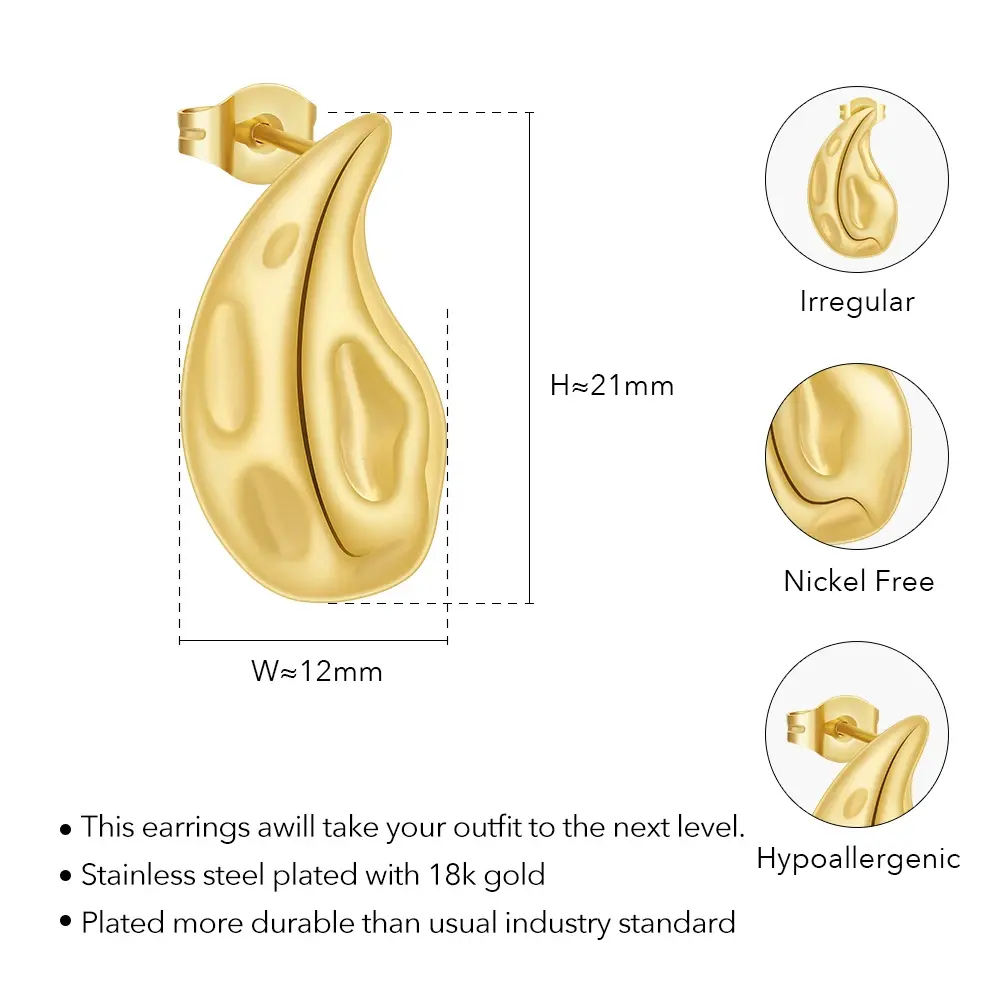 Irregular
H≈21mm
Nickel Free
W≈12mm
• This earrings awill take your outfit to the next level.
Hypoallergenic
• Stainless steel plated with 18k gold
• Plated more durable than usual industry standard